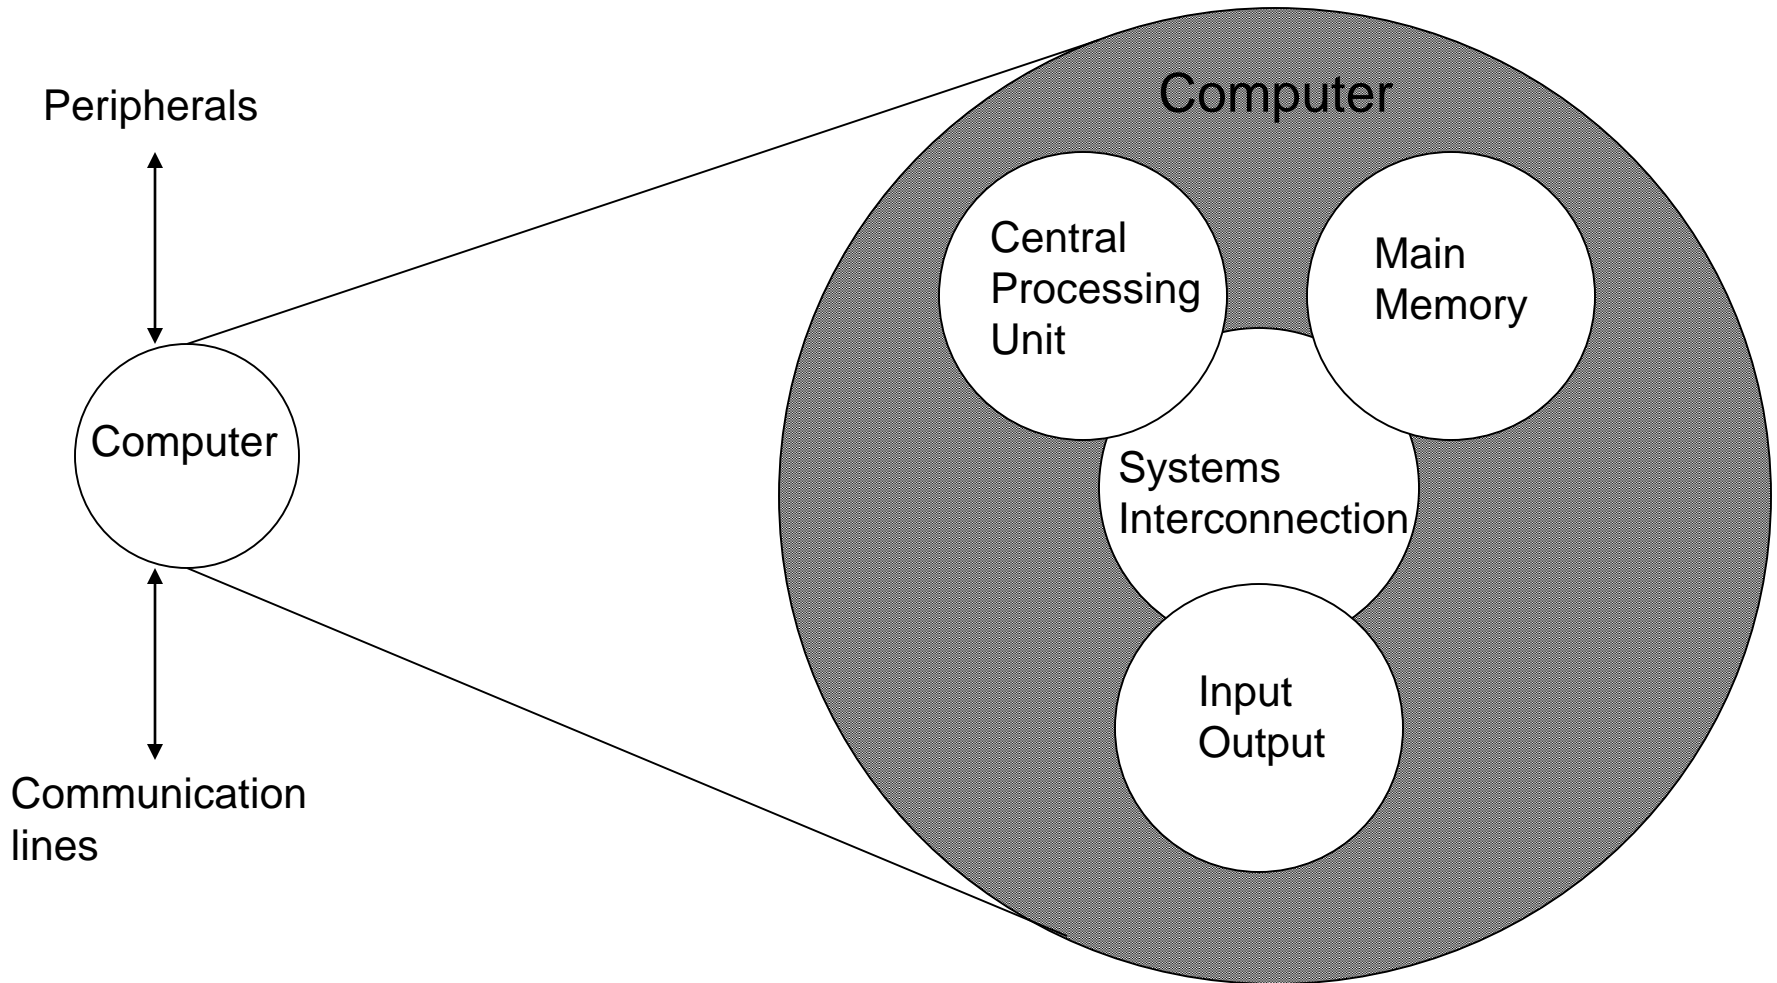 Peripherals
Computer
Communication
lines
Computer
Central
Processing
Unit
Main
Memory
Systems
Interconnection
Input
Output